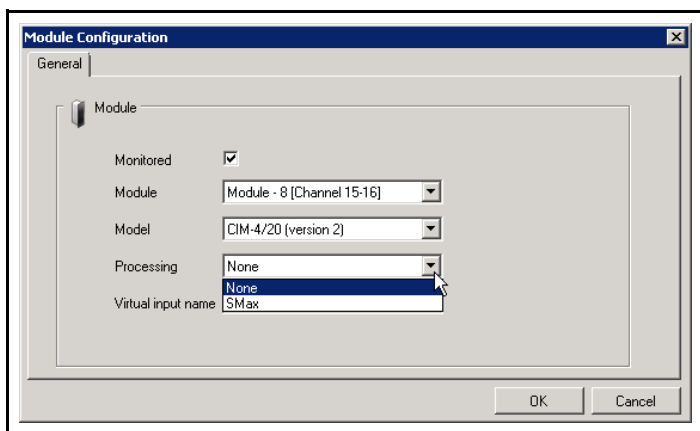 Module Configuration
General
Module
Monitored
Module Module - 8 [Channel 15-16]
Model CIM-4/20 (version 2)
Processing None
None
Virtual input name SMax
OK Cancel